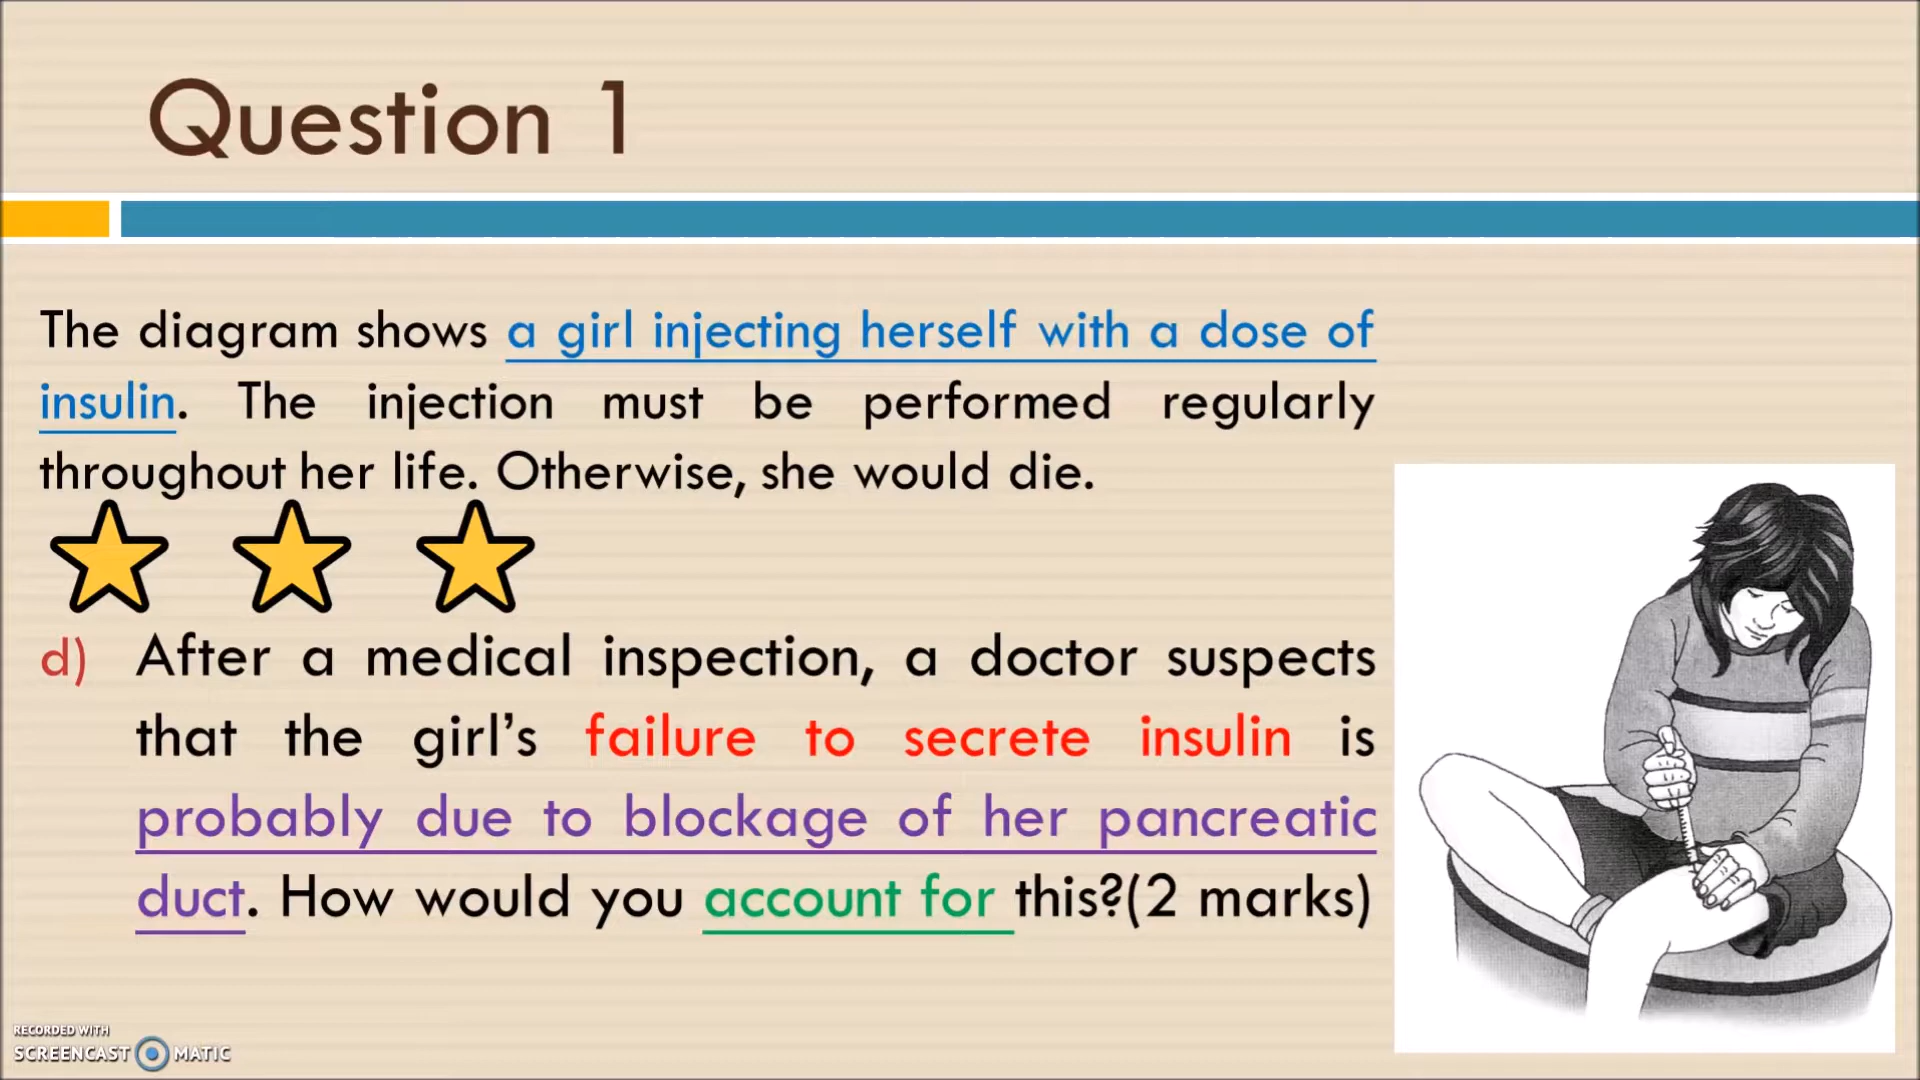 Question 1
The diagram shows a girl injecting herself with a dose of
insulin. The injection must be performed regularly
throughout her life. Otherwise, she would die.
d) After a medical inspection, a doctor suspects
that the girl’s failure to secrete insulin is
probably due to blockage of her pancreatic
duct. How would you account for this?(2 marks)
RECORDED WITH
SCREENCAST MATIC